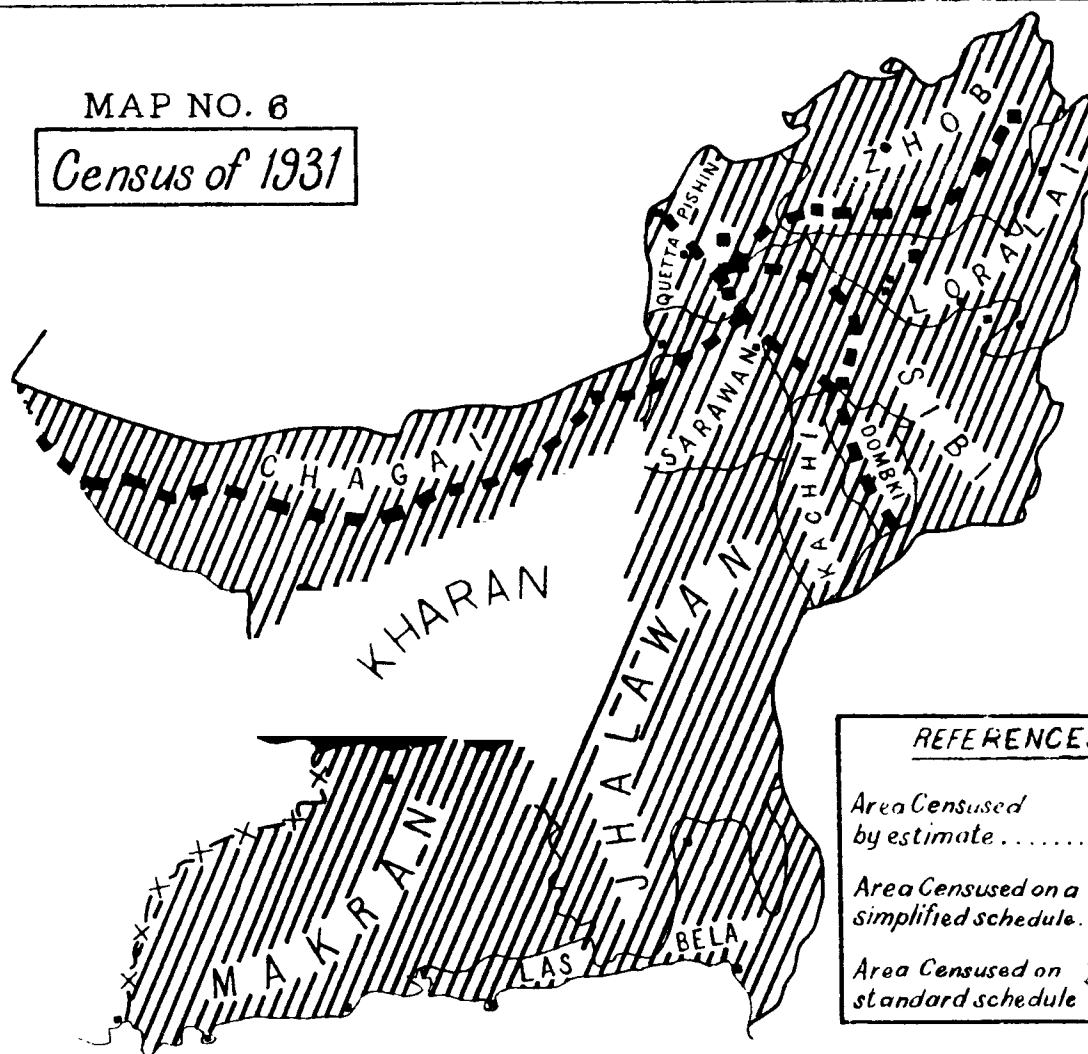 MAP NO. 6
Census of 1931
ZHOB
LORALAI
QUETTA PISHIN
SARAWAN
SIBI
DOMBKI
KACHHI
CHAGAI
KHARAN
JHALAWAN
MAKRAN
LAS BELA
REFERENCE
Area Censused
by estimate ........
Area Censused on a
simplified schedule.
Area Censused on
standard schedule